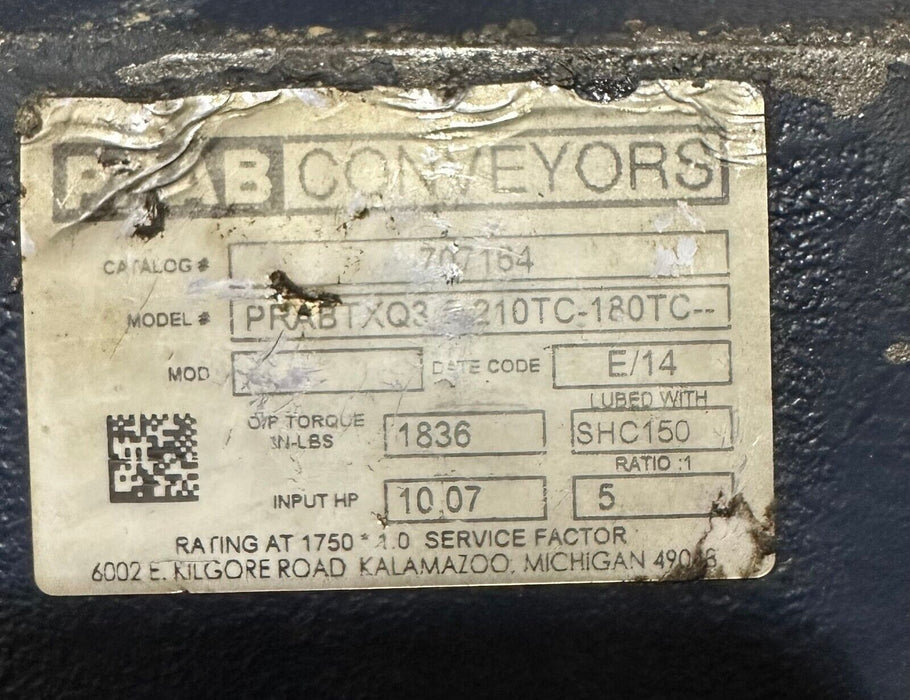 PRAB CONVEYORS
CATALOG # 707164
MODEL # 210TC-180TC--
MOD DATE CODE E/14
O/P TORQUE IN-LBS 1836
LUBED WITH SHC150
INPUT HP 10.07
RATIO :1 5
RATING AT 1750 * 1.0 SERVICE FACTOR
6002 E. KILGORE ROAD KALAMAZOO, MICHIGAN